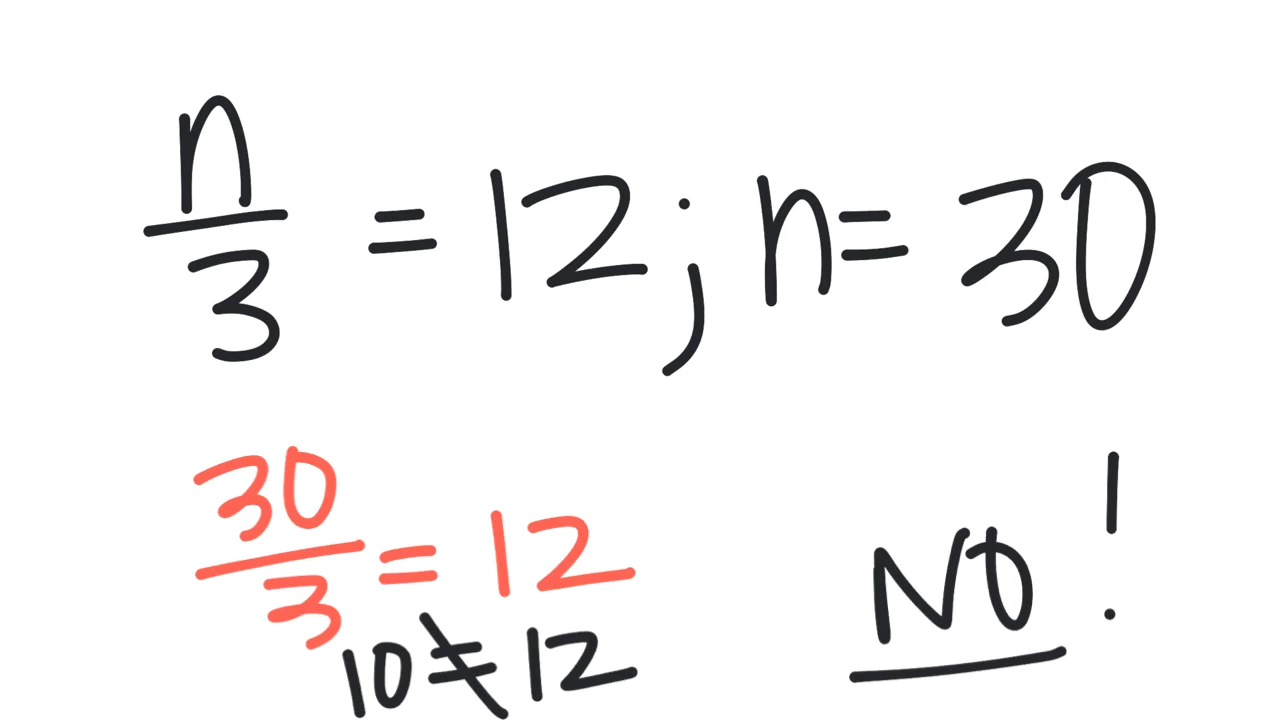 n/3 = 12; n = 30
30/3 = 12
10 ≠ 12
NO!